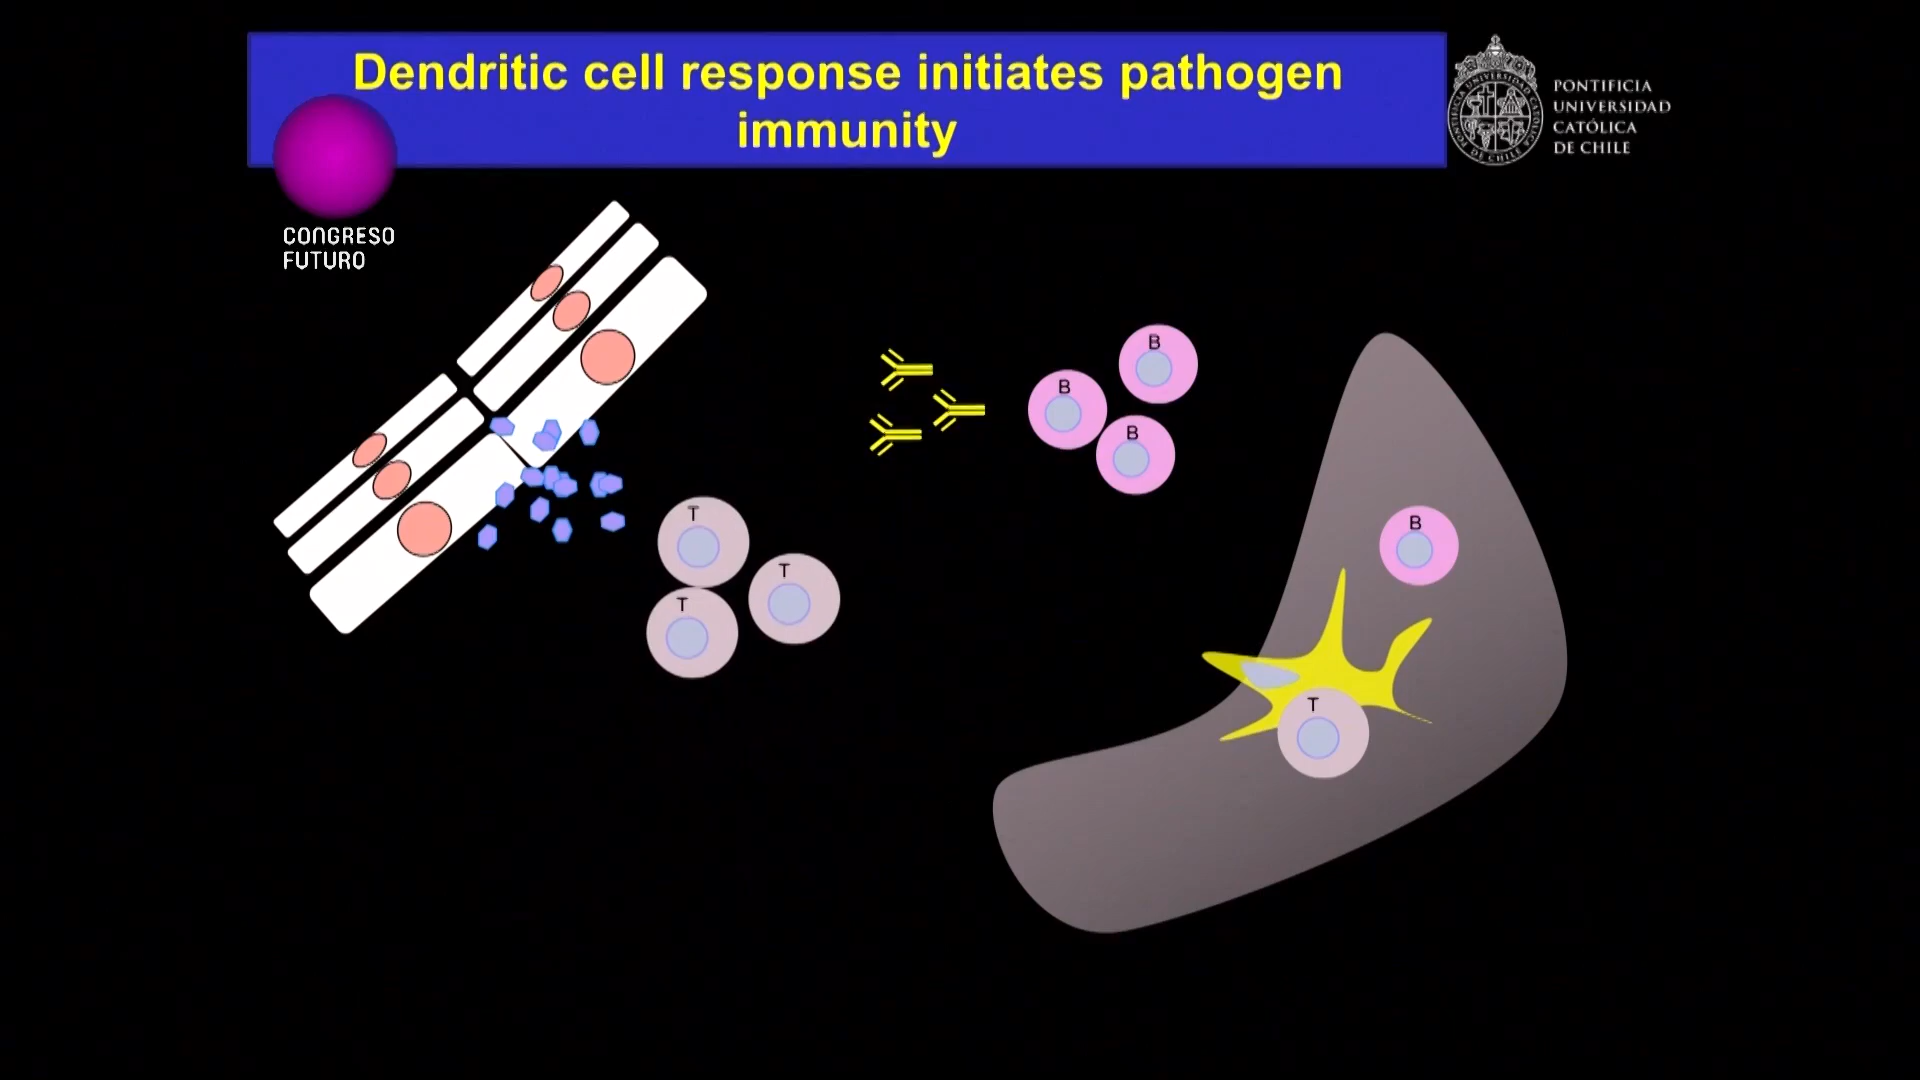 Dendritic cell response initiates pathogen
immunity
PONTIFICIA
UNIVERSIDAD
CATÓLICA
DE CHILE
CONGRESO
FUTURO
B
B
B
T
T
T
B
T